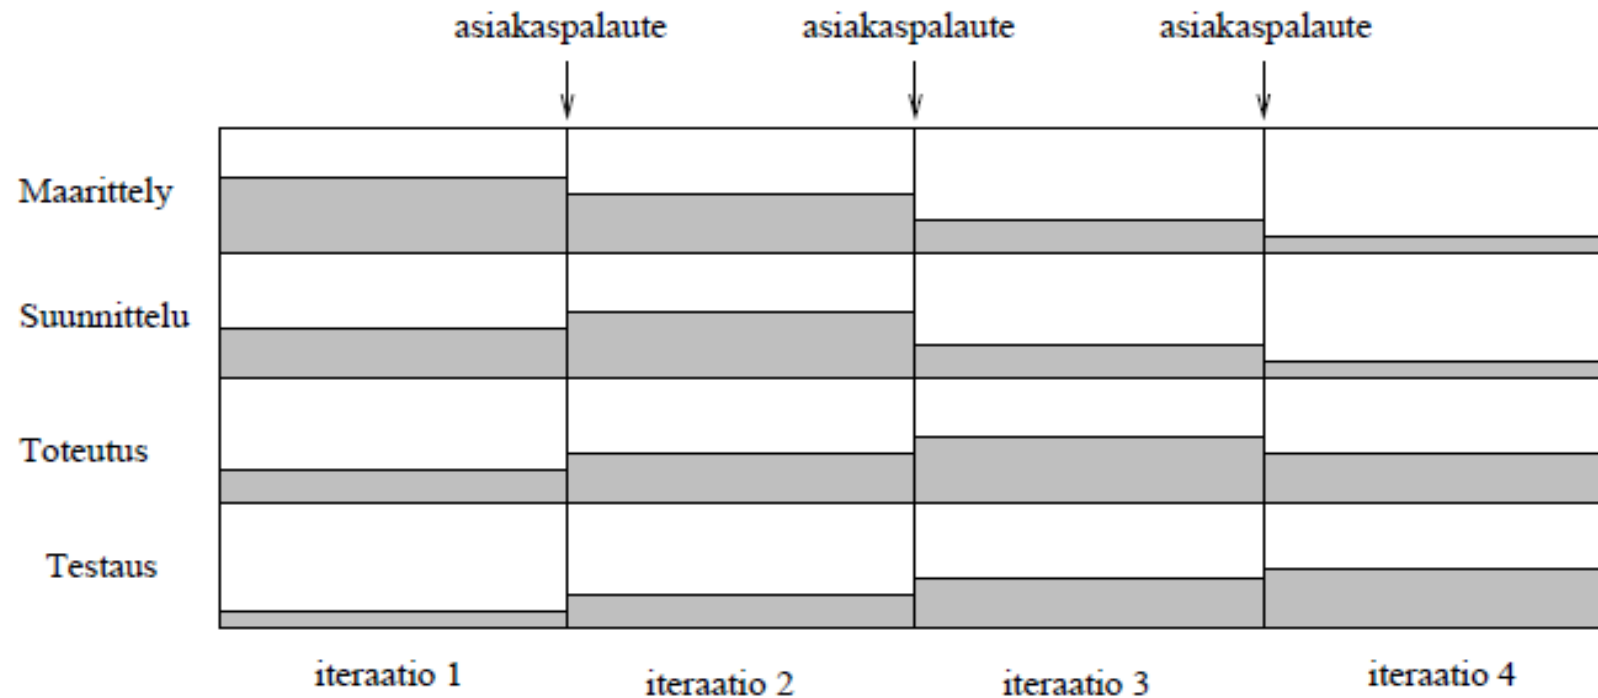 asiakaspalaute asiakaspalaute asiakaspalaute
Maarittely
Suunnittelu
Toteutus
Testaus
iteraatio 1 iteraatio 2 iteraatio 3 iteraatio 4